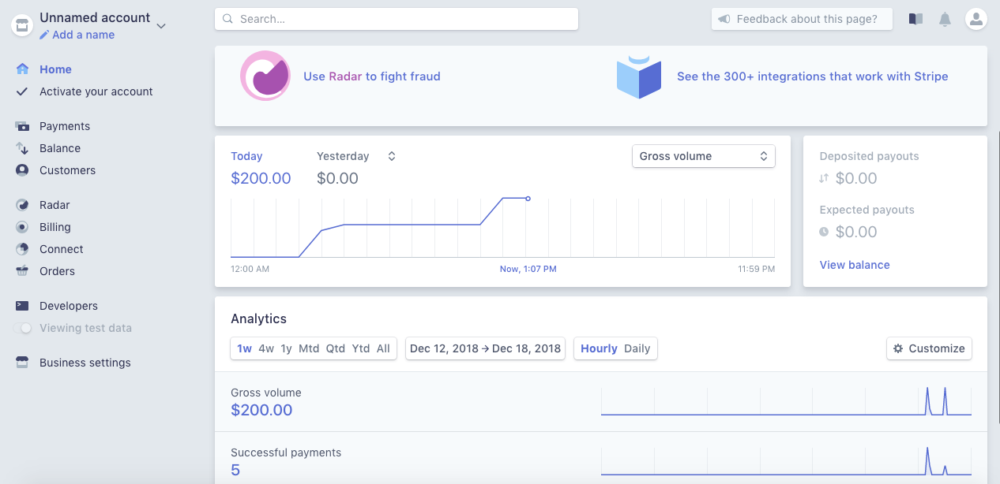 Unnamed account
Add a name
Search...
Feedback about this page?
Home
Activate your account
Payments
Balance
Customers
Radar
Billing
Connect
Orders
Developers
Viewing test data
Business settings
Use Radar to fight fraud
See the 300+ integrations that work with Stripe
Today Yesterday Gross volume
$200.00 $0.00
12:00 AM Now, 1:07 PM 11:59 PM
Deposited payouts
$0.00
Expected payouts
$0.00
View balance
Analytics
1w 4w 1y Mtd Qtd Ytd All Dec 12, 2018 → Dec 18, 2018 Hourly Daily Customize
Gross volume
$200.00
Successful payments
5